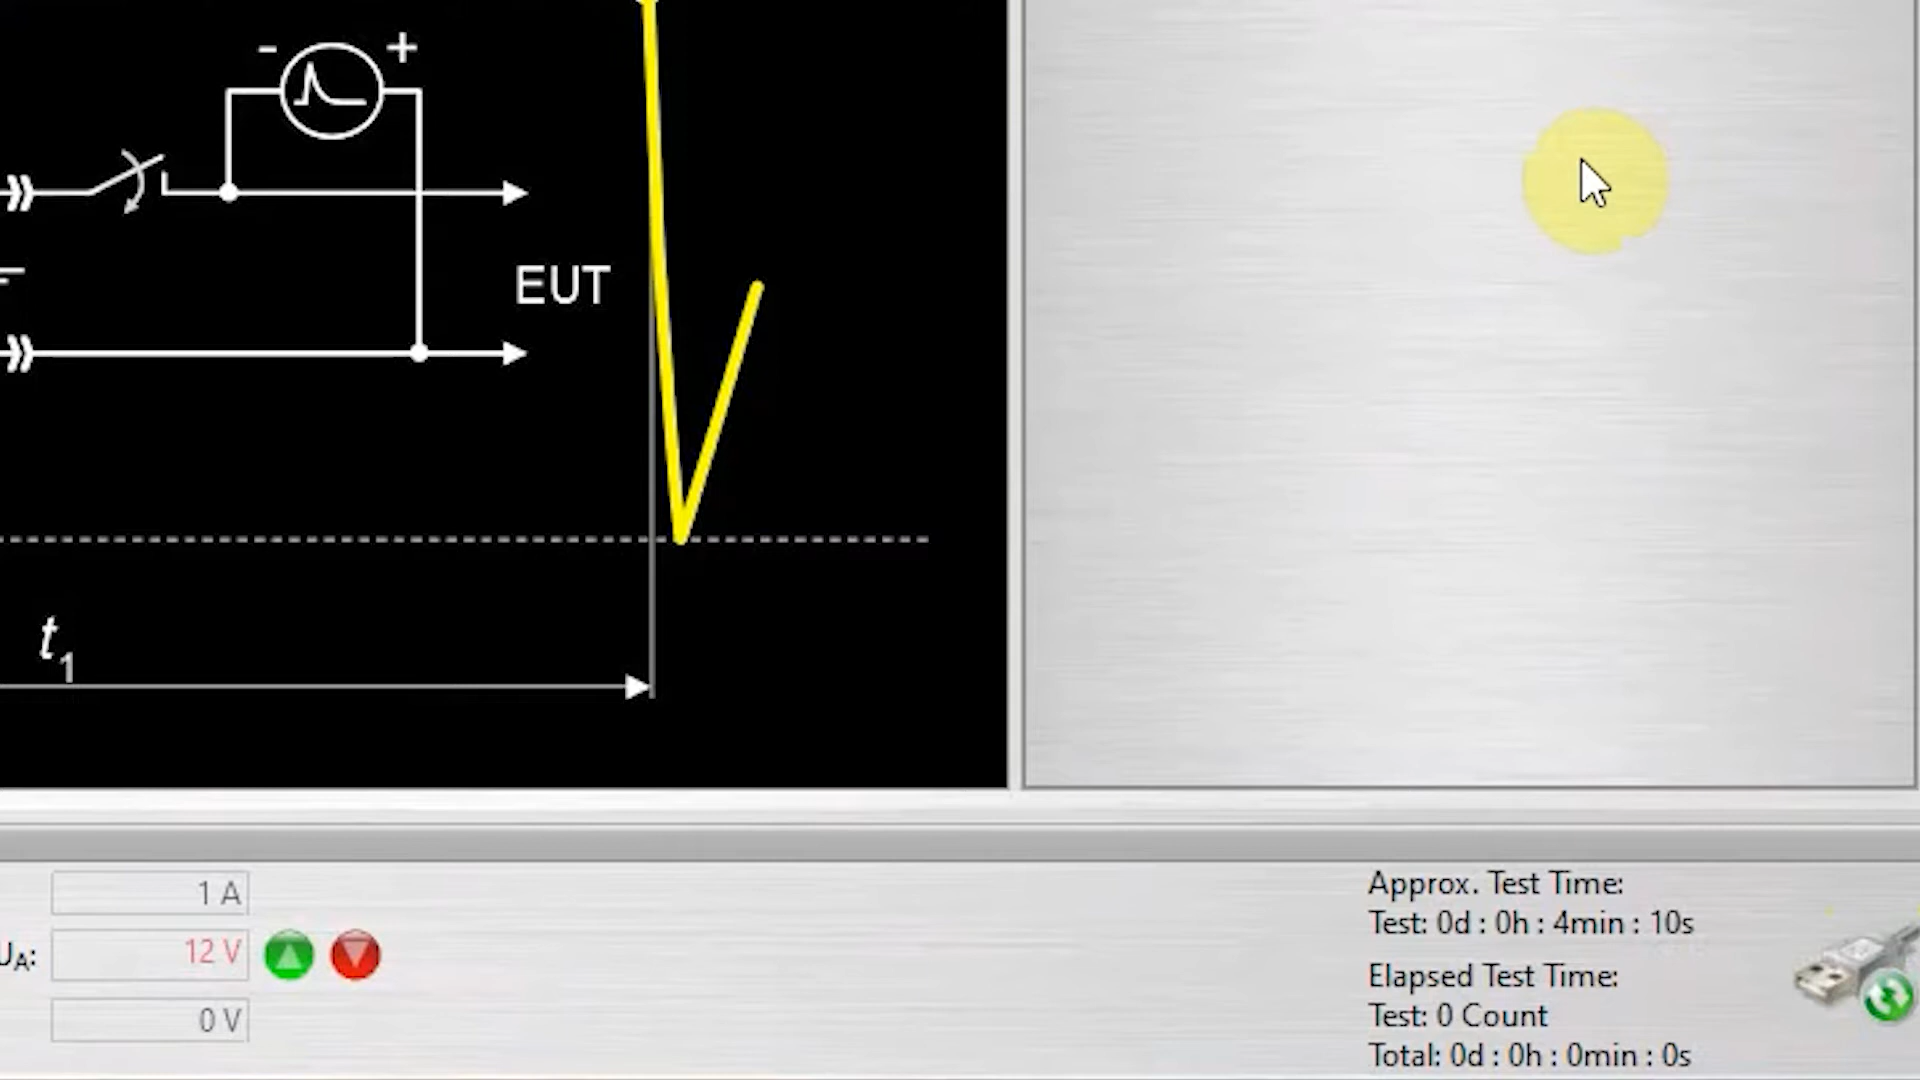 - +
EUT
t1
1 A
UA: 12 V
0 V
Approx. Test Time:
Test: 0d : 0h : 4min : 10s
Elapsed Test Time:
Test: 0 Count
Total: 0d : 0h : 0min : 0s